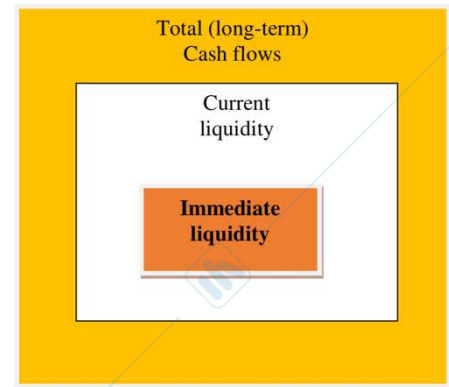 Total (long-term)
Cash flows
Current
liquidity
Immediate
liquidity